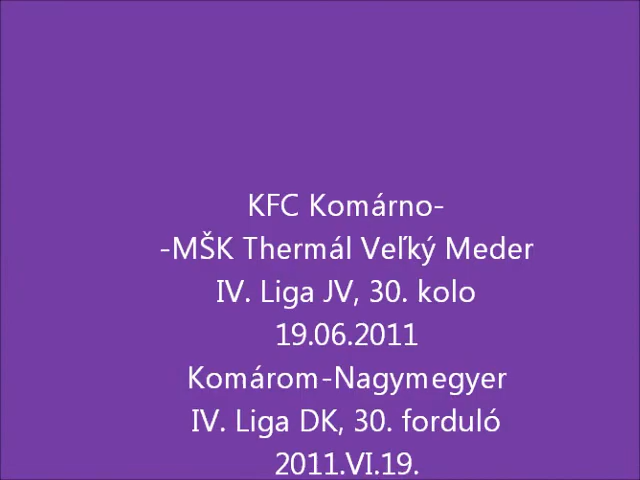 KFC Komárno-
-MŠK Thermál Veľký Meder
IV. Liga JV, 30. kolo
19.06.2011
Komárom-Nagymegyer
IV. Liga DK, 30. forduló
2011.VI.19.